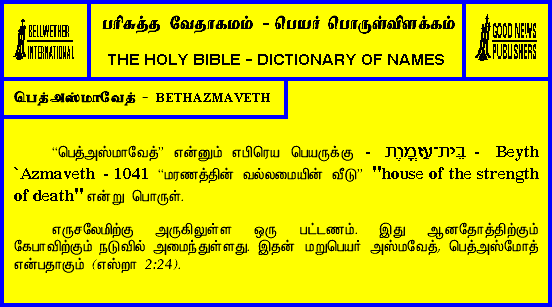 BELLWETHER
INTERNATIONAL
பரிசுத்த வேதாகமம் - பெயர் பொருள்விளக்கம்
THE HOLY BIBLE - DICTIONARY OF NAMES
GOOD NEWS
PUBLISHERS
பெத்அஸ்மாவேத் - BETHAZMAVETH
“பெத்அஸ்மாவேத்” என்னும் எபிரெய பெயருக்கு - בֵּית־עַזְמָוֶת - Beyth
`Azmaveth - 1041 “மரணத்தின் வல்லமையின் வீடு” "house of the strength
of death" என்று பொருள்.
எருசலேமிற்கு அருகிலுள்ள ஒரு பட்டணம். இது ஆனதோத்திற்கும்
கேபாவிற்கும் நடுவில் அமைந்துள்ளது. இதன் மறுபெயர் அஸ்மவேத், பெத்அஸ்மோத்
என்பதாகும் (எஸ்றா 2:24).